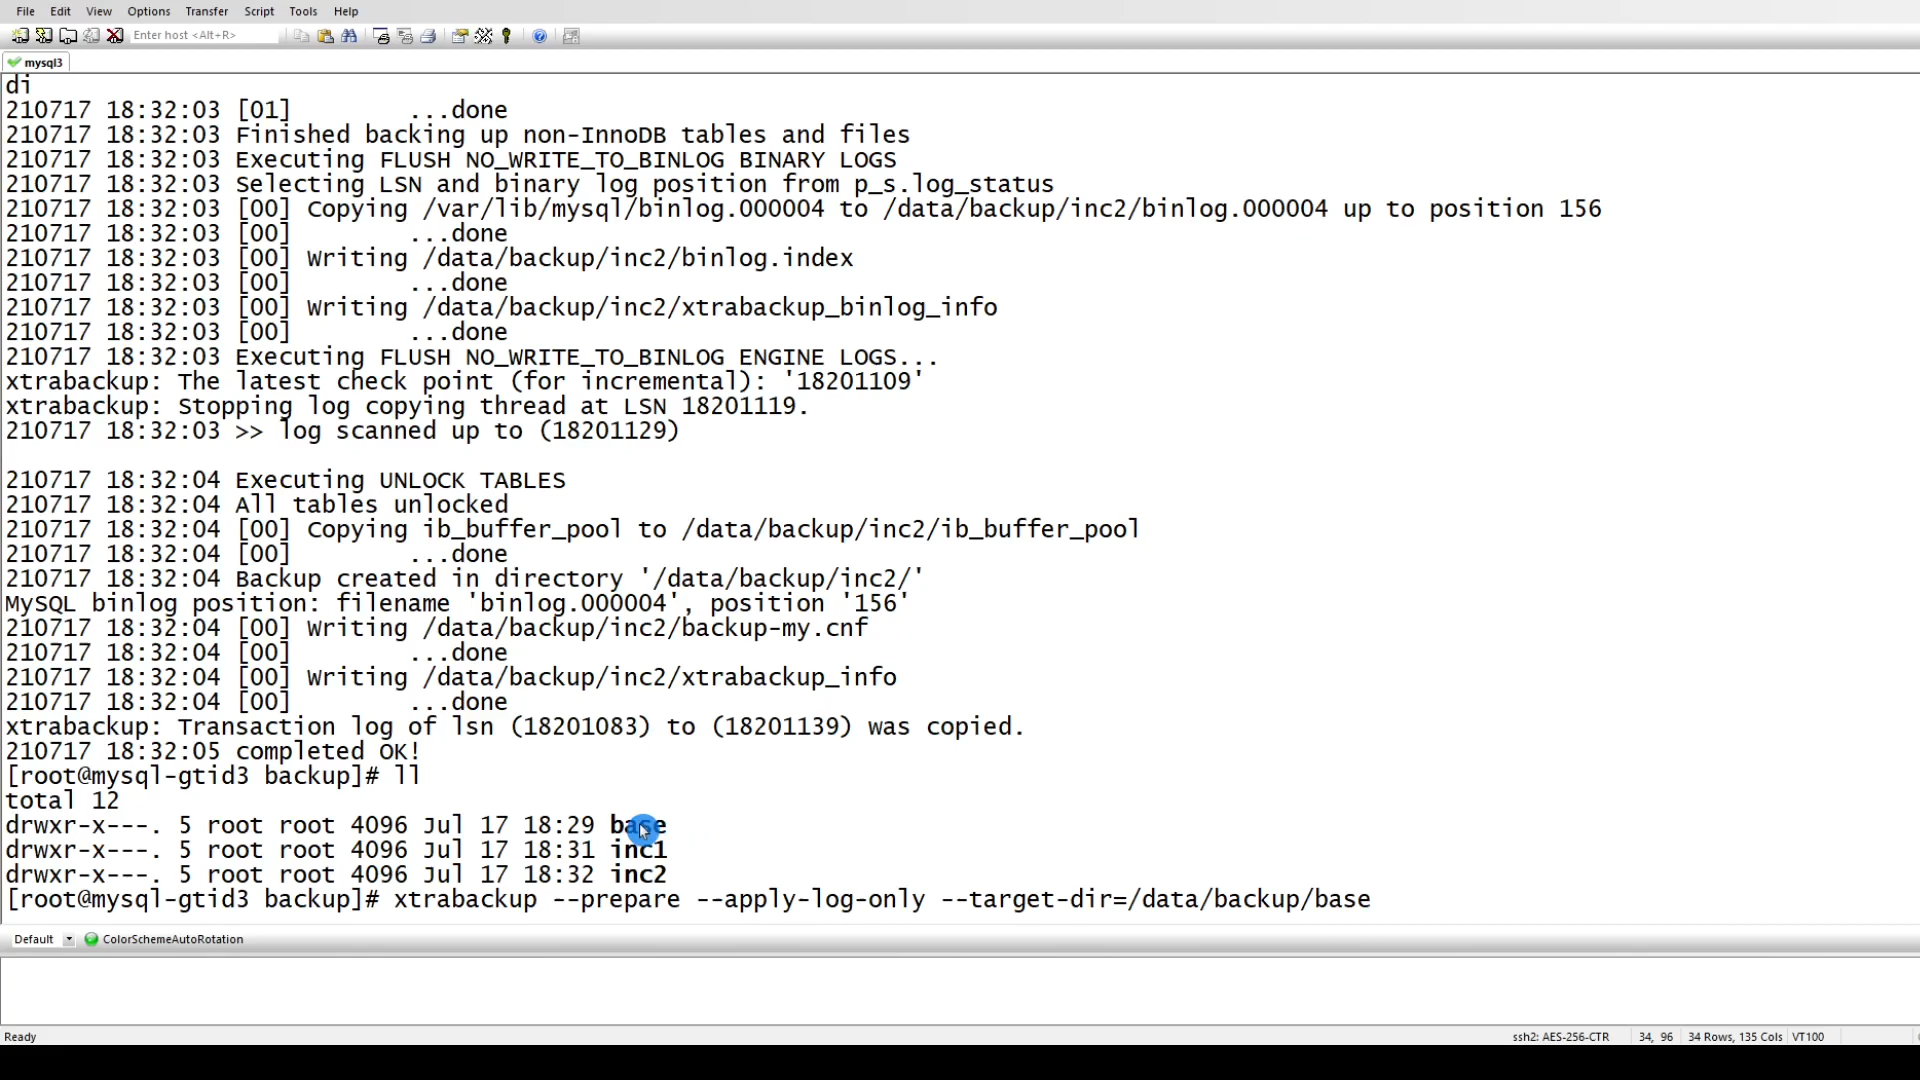 File Edit View Options Transfer Script Tools Help
Enter host <Alt+R>
mysql3
di
210717 18:32:03 [01]        ...done
210717 18:32:03 Finished backing up non-InnoDB tables and files
210717 18:32:03 Executing FLUSH NO_WRITE_TO_BINLOG BINARY LOGS
210717 18:32:03 Selecting LSN and binary log position from p_s.log_status
210717 18:32:03 [00] Copying /var/lib/mysql/binlog.000004 to /data/backup/inc2/binlog.000004 up to position 156
210717 18:32:03 [00]        ...done
210717 18:32:03 [00] Writing /data/backup/inc2/binlog.index
210717 18:32:03 [00]        ...done
210717 18:32:03 [00] Writing /data/backup/inc2/xtrabackup_binlog_info
210717 18:32:03 [00]        ...done
210717 18:32:03 Executing FLUSH NO_WRITE_TO_BINLOG ENGINE LOGS...
xtrabackup: The latest check point (for incremental): '18201109'
xtrabackup: Stopping log copying thread at LSN 18201119.
210717 18:32:03 >> log scanned up to (18201129)
210717 18:32:04 Executing UNLOCK TABLES
210717 18:32:04 All tables unlocked
210717 18:32:04 [00] Copying ib_buffer_pool to /data/backup/inc2/ib_buffer_pool
210717 18:32:04 [00]        ...done
210717 18:32:04 Backup created in directory '/data/backup/inc2/'
MySQL binlog position: filename 'binlog.000004', position '156'
210717 18:32:04 [00] Writing /data/backup/inc2/backup-my.cnf
210717 18:32:04 [00]        ...done
210717 18:32:04 [00] Writing /data/backup/inc2/xtrabackup_info
210717 18:32:04 [00]        ...done
xtrabackup: Transaction log of lsn (18201083) to (18201139) was copied.
210717 18:32:05 completed OK!
[root@mysql-gtid3 backup]# ll
total 12
drwxr-x---. 5 root root 4096 Jul 17 18:29 base
drwxr-x---. 5 root root 4096 Jul 17 18:31 inc1
drwxr-x---. 5 root root 4096 Jul 17 18:32 inc2
[root@mysql-gtid3 backup]# xtrabackup --prepare --apply-log-only --target-dir=/data/backup/base
Default ColorSchemeAutoRotation
Ready ssh2: AES-256-CTR 34, 96 34 Rows, 135 Cols VT100